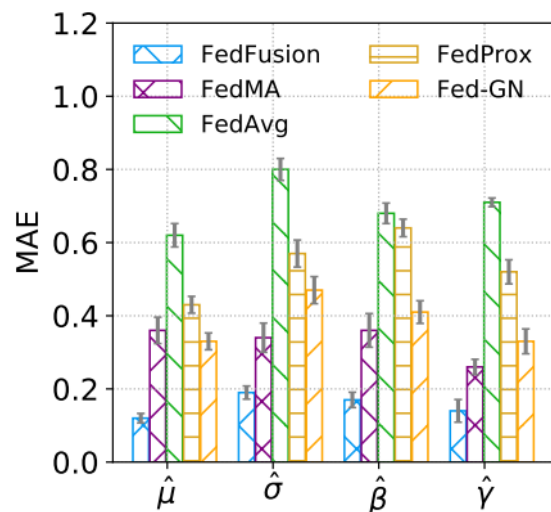 1.2
1.0
0.8
0.6
0.4
0.2
0.0
MAE
FedFusion
FedMA
FedAvg
FedProx
Fed-GN
μ̂ σ̂ β̂ γ̂